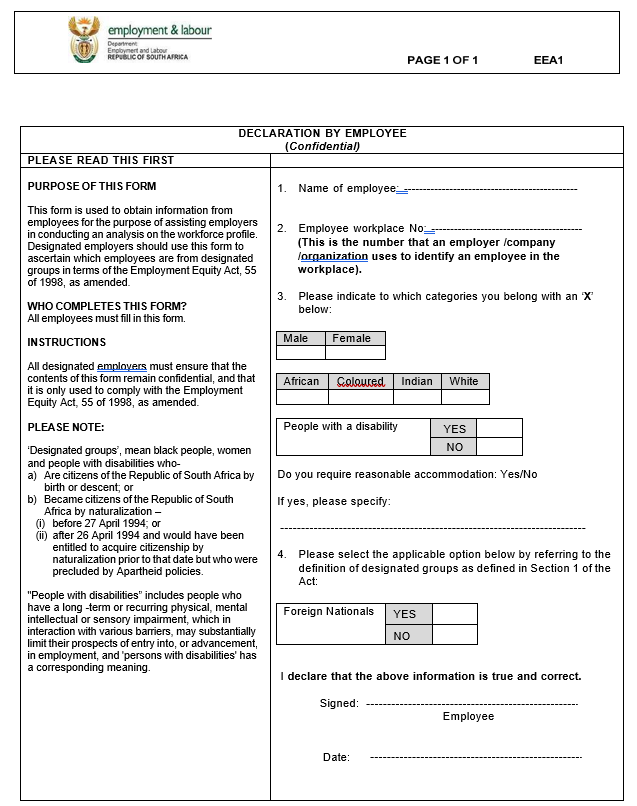 employment & labour
Department:
Employment and Labour
REPUBLIC OF SOUTH AFRICA
PAGE 1 OF 1 EEA1
DECLARATION BY EMPLOYEE
(Confidential)
PLEASE READ THIS FIRST
PURPOSE OF THIS FORM
This form is used to obtain information from
employees for the purpose of assisting employers
in conducting an analysis on the workforce profile.
Designated employers should use this form to
ascertain which employees are from designated
groups in terms of the Employment Equity Act, 55
of 1998, as amended.
WHO COMPLETES THIS FORM?
All employees must fill in this form.
INSTRUCTIONS
All designated employers must ensure that the
contents of this form remain confidential, and that
it is only used to comply with the Employment
Equity Act, 55 of 1998, as amended.
PLEASE NOTE:
'Designated groups', mean black people, women
and people with disabilities who-
a) Are citizens of the Republic of South Africa by
birth or descent; or
b) Became citizens of the Republic of South
Africa by naturalization –
(i) before 27 April 1994; or
(ii) after 26 April 1994 and would have been
entitled to acquire citizenship by
naturalization prior to that date but who were
precluded by Apartheid policies.
"People with disabilities" includes people who
have a long -term or recurring physical, mental
intellectual or sensory impairment, which in
interaction with various barriers, may substantially
limit their prospects of entry into, or advancement,
in employment, and 'persons with disabilities' has
a corresponding meaning.
1. Name of employee:
2. Employee workplace No:
(This is the number that an employer /company
/organization uses to identify an employee in the
workplace).
3. Please indicate to which categories you belong with an 'X'
below:
Male Female
African Coloured Indian White
People with a disability YES
NO
Do you require reasonable accommodation: Yes/No
If yes, please specify:
4. Please select the applicable option below by referring to the
definition of designated groups as defined in Section 1 of the
Act:
Foreign Nationals YES
NO
I declare that the above information is true and correct.
Signed:
Employee
Date: